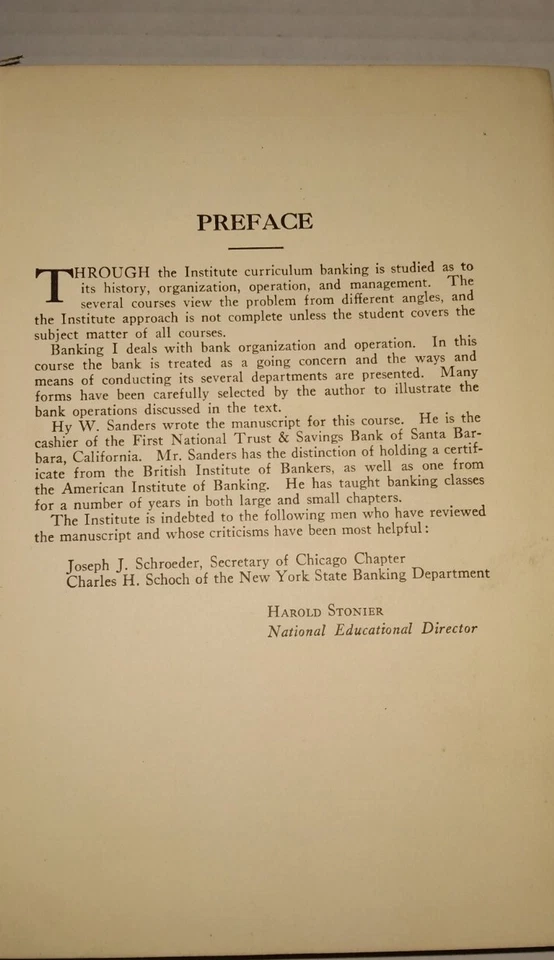 PREFACE
THROUGH the Institute curriculum banking is studied as to
its history, organization, operation, and management. The
several courses view the problem from different angles, and
the Institute approach is not complete unless the student covers the
subject matter of all courses.
Banking I deals with bank organization and operation. In this
course the bank is treated as a going concern and the ways and
means of conducting its several departments are presented. Many
forms have been carefully selected by the author to illustrate the
bank operations discussed in the text.
Hy W. Sanders wrote the manuscript for this course. He is the
cashier of the First National Trust & Savings Bank of Santa Bar-
bara, California. Mr. Sanders has the distinction of holding a certif-
icate from the British Institute of Bankers, as well as one from
the American Institute of Banking. He has taught banking classes
for a number of years in both large and small chapters.
The Institute is indebted to the following men who have reviewed
the manuscript and whose criticisms have been most helpful:
Joseph J. Schroeder, Secretary of Chicago Chapter
Charles H. Schoch of the New York State Banking Department
HAROLD STONIER
National Educational Director